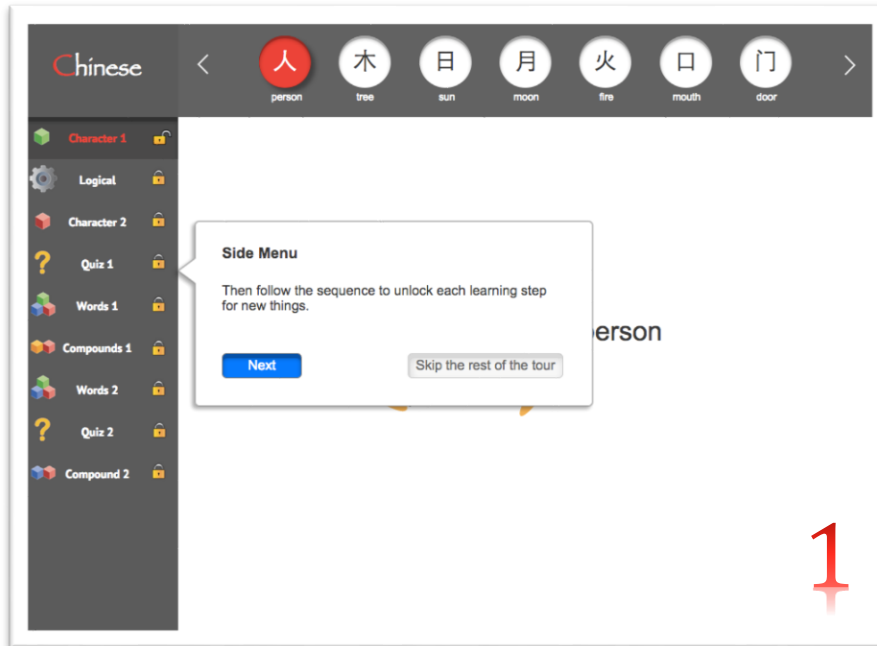 Chinese
人 木 日 月 火 口 门
person tree sun moon fire mouth door
Character 1
Logical
Character 2
Quiz 1
Words 1
Compounds 1
Words 2
Quiz 2
Compound 2
Side Menu
Then follow the sequence to unlock each learning step
for new things.
Next Skip the rest of the tour
erson
1